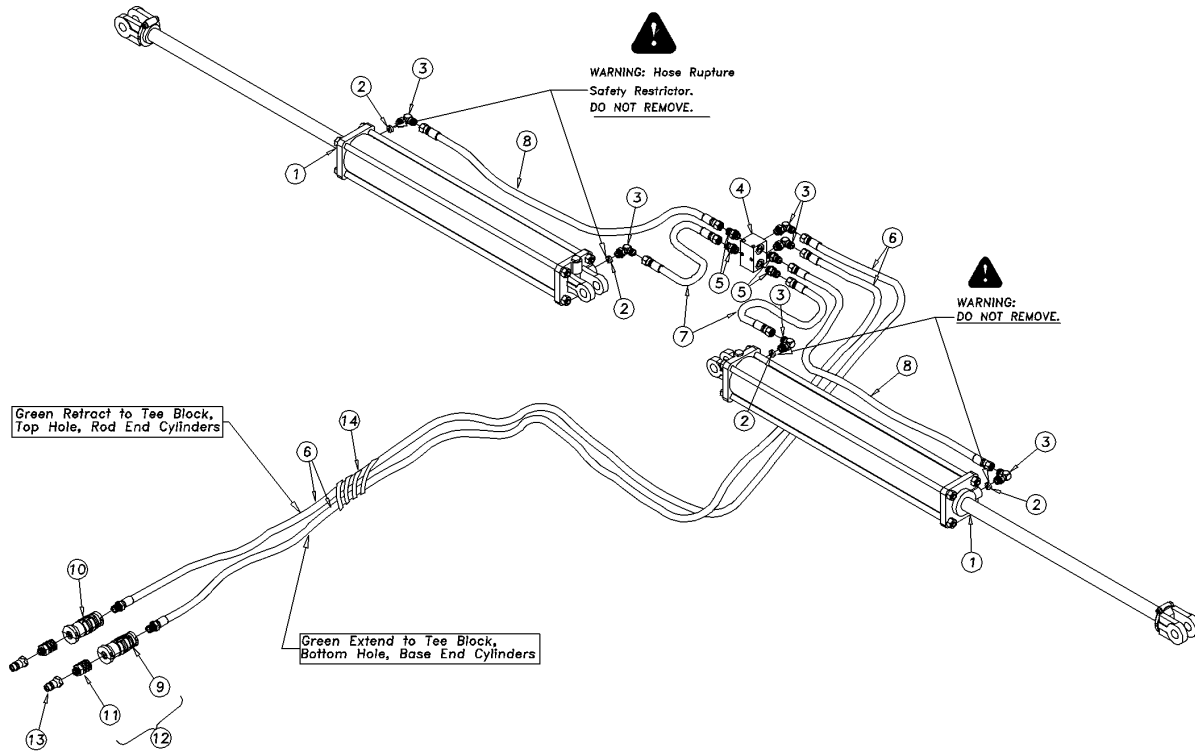 WARNING: Hose Rupture
Safety Restrictor.
DO NOT REMOVE.
3
2
1
8
4
3
3
6
5
2
5
3
7
WARNING:
DO NOT REMOVE.
8
2
3
2
1
Green Retract to Tee Block,
Top Hole, Rod End Cylinders
14
6
10
Green Extend to Tee Block,
Bottom Hole, Base End Cylinders
9
11
13
12